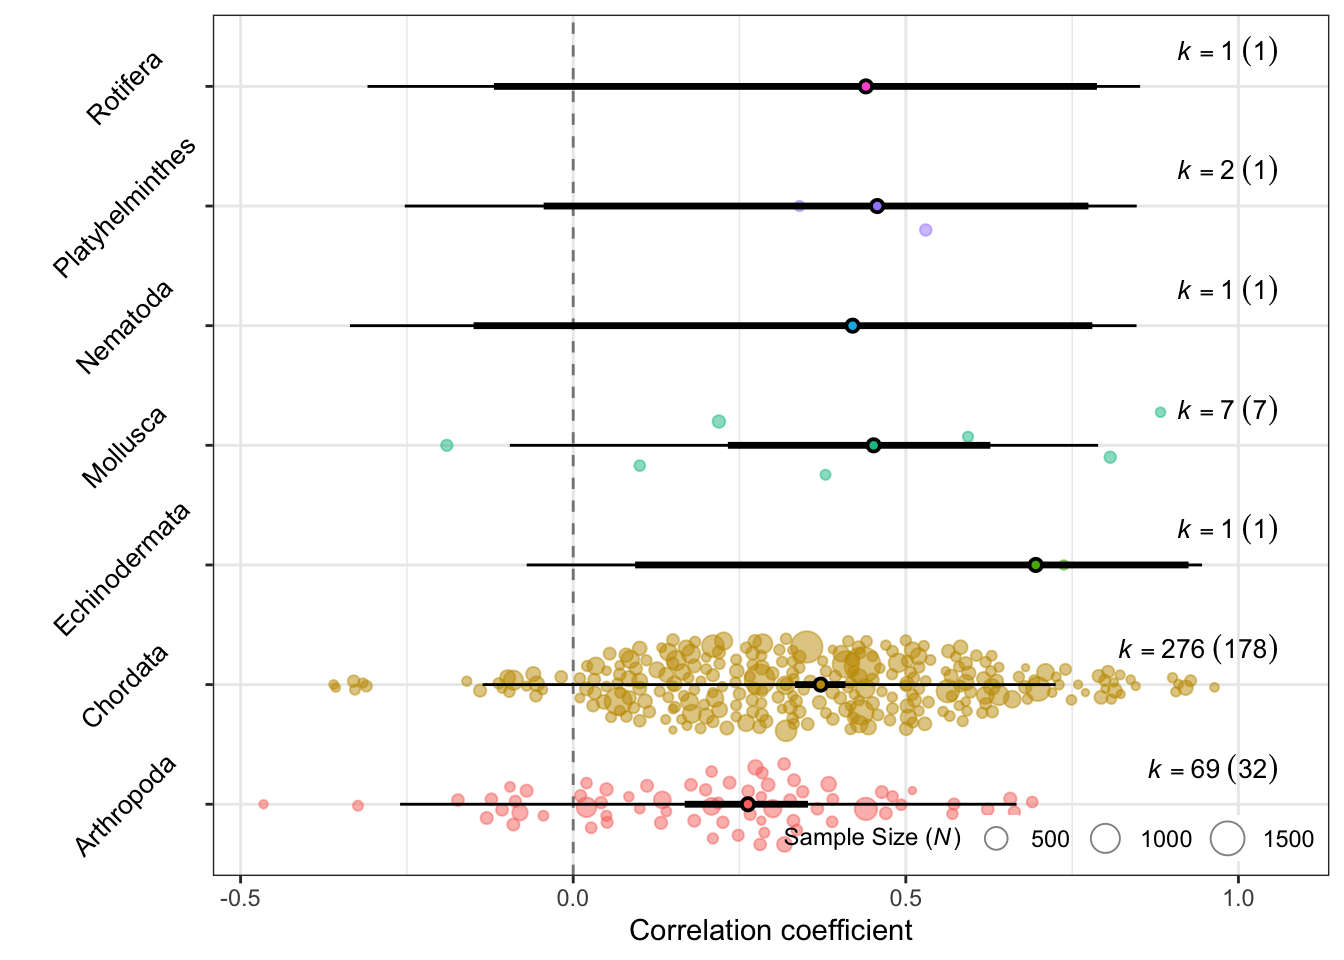 Rotifera
k = 1 (1)
Platyhelminthes
k = 2 (1)
Nematoda
k = 1 (1)
Mollusca
k = 7 (7)
Echinodermata
k = 1 (1)
Chordata
k = 276 (178)
Arthropoda
k = 69 (32)
Sample Size (N) 500 1000 1500
-0.5 0.0 0.5 1.0
Correlation coefficient